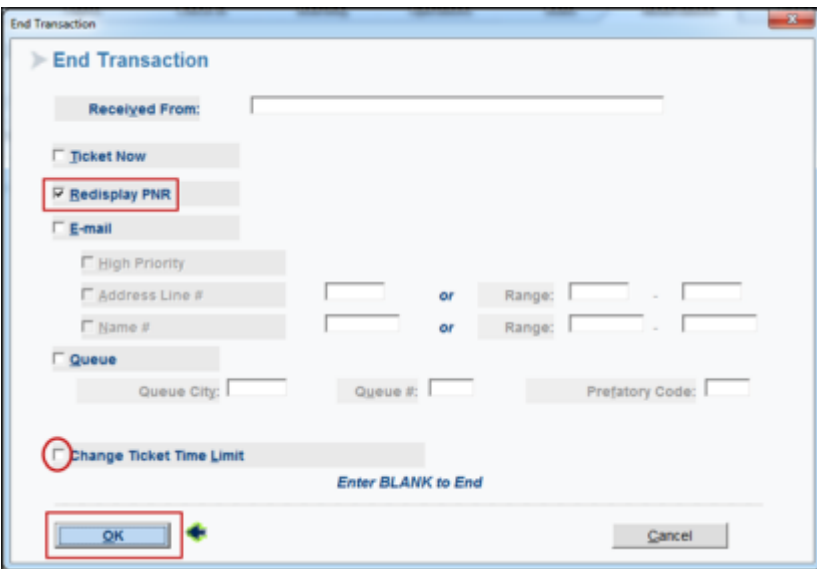 End Transaction
End Transaction
Received From:
Ticket Now
Redisplay PNR
E-mail
High Priority
Address Line # or Range: -
Name # or Range: -
Queue
Queue City: Queue #: Prefatory Code:
Change Ticket Time Limit
Enter BLANK to End
OK Cancel